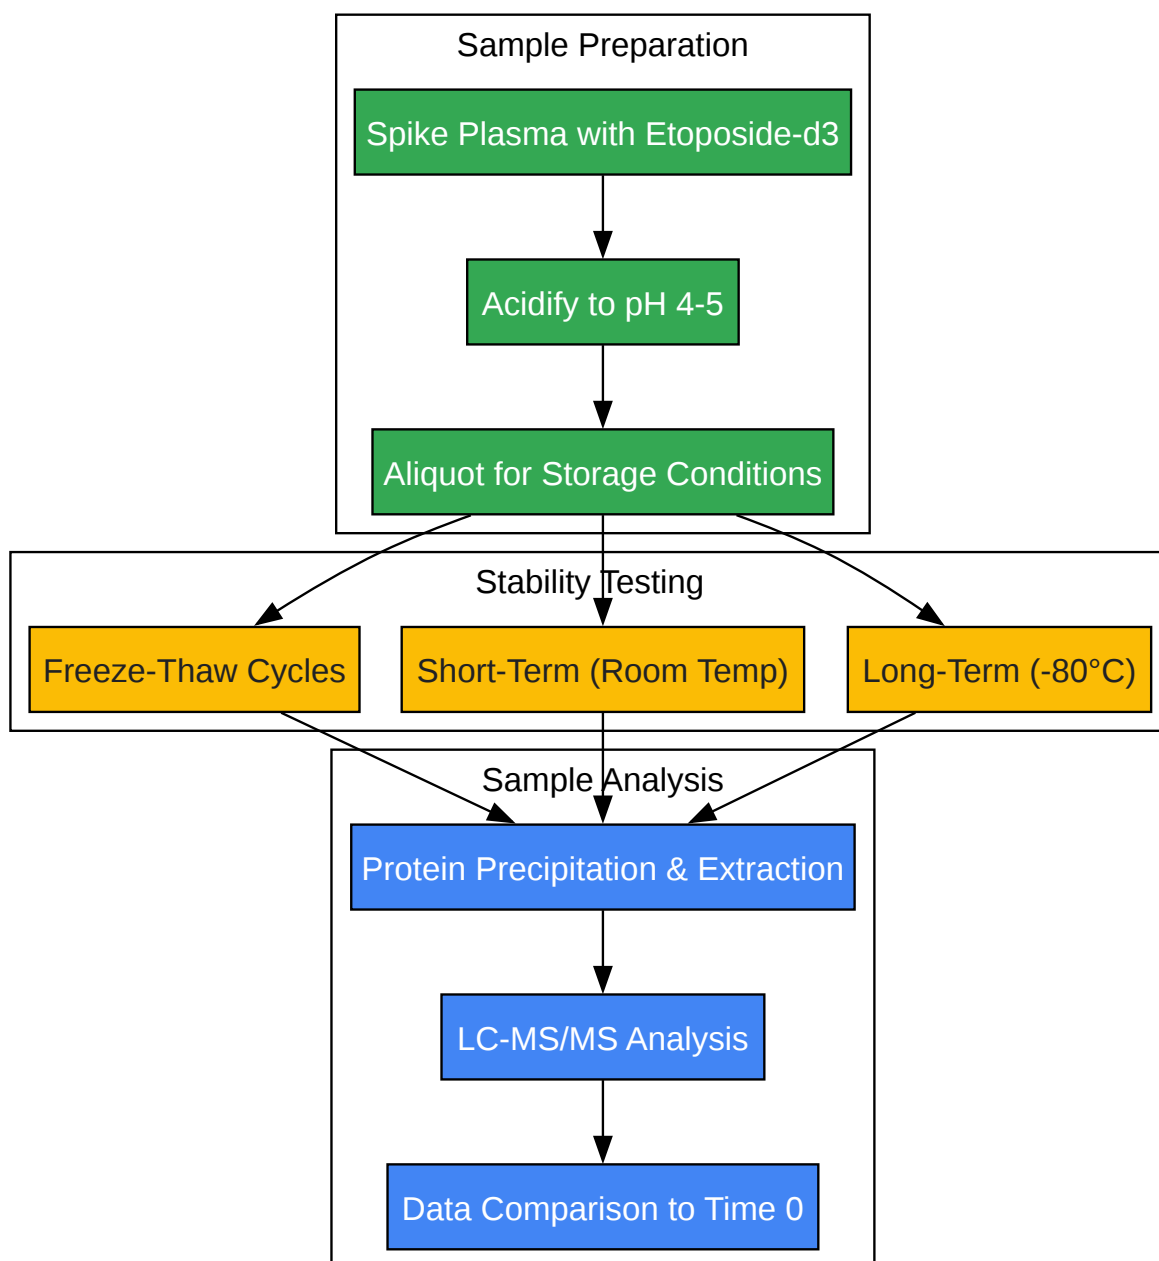 Sample Preparation
Spike Plasma with Etoposide-d3
Acidify to pH 4-5
Aliquot for Storage Conditions
Stability Testing
Freeze-Thaw Cycles
Short-Term (Room Temp)
Long-Term (-80°C)
Sample Analysis
Protein Precipitation & Extraction
LC-MS/MS Analysis
Data Comparison to Time 0